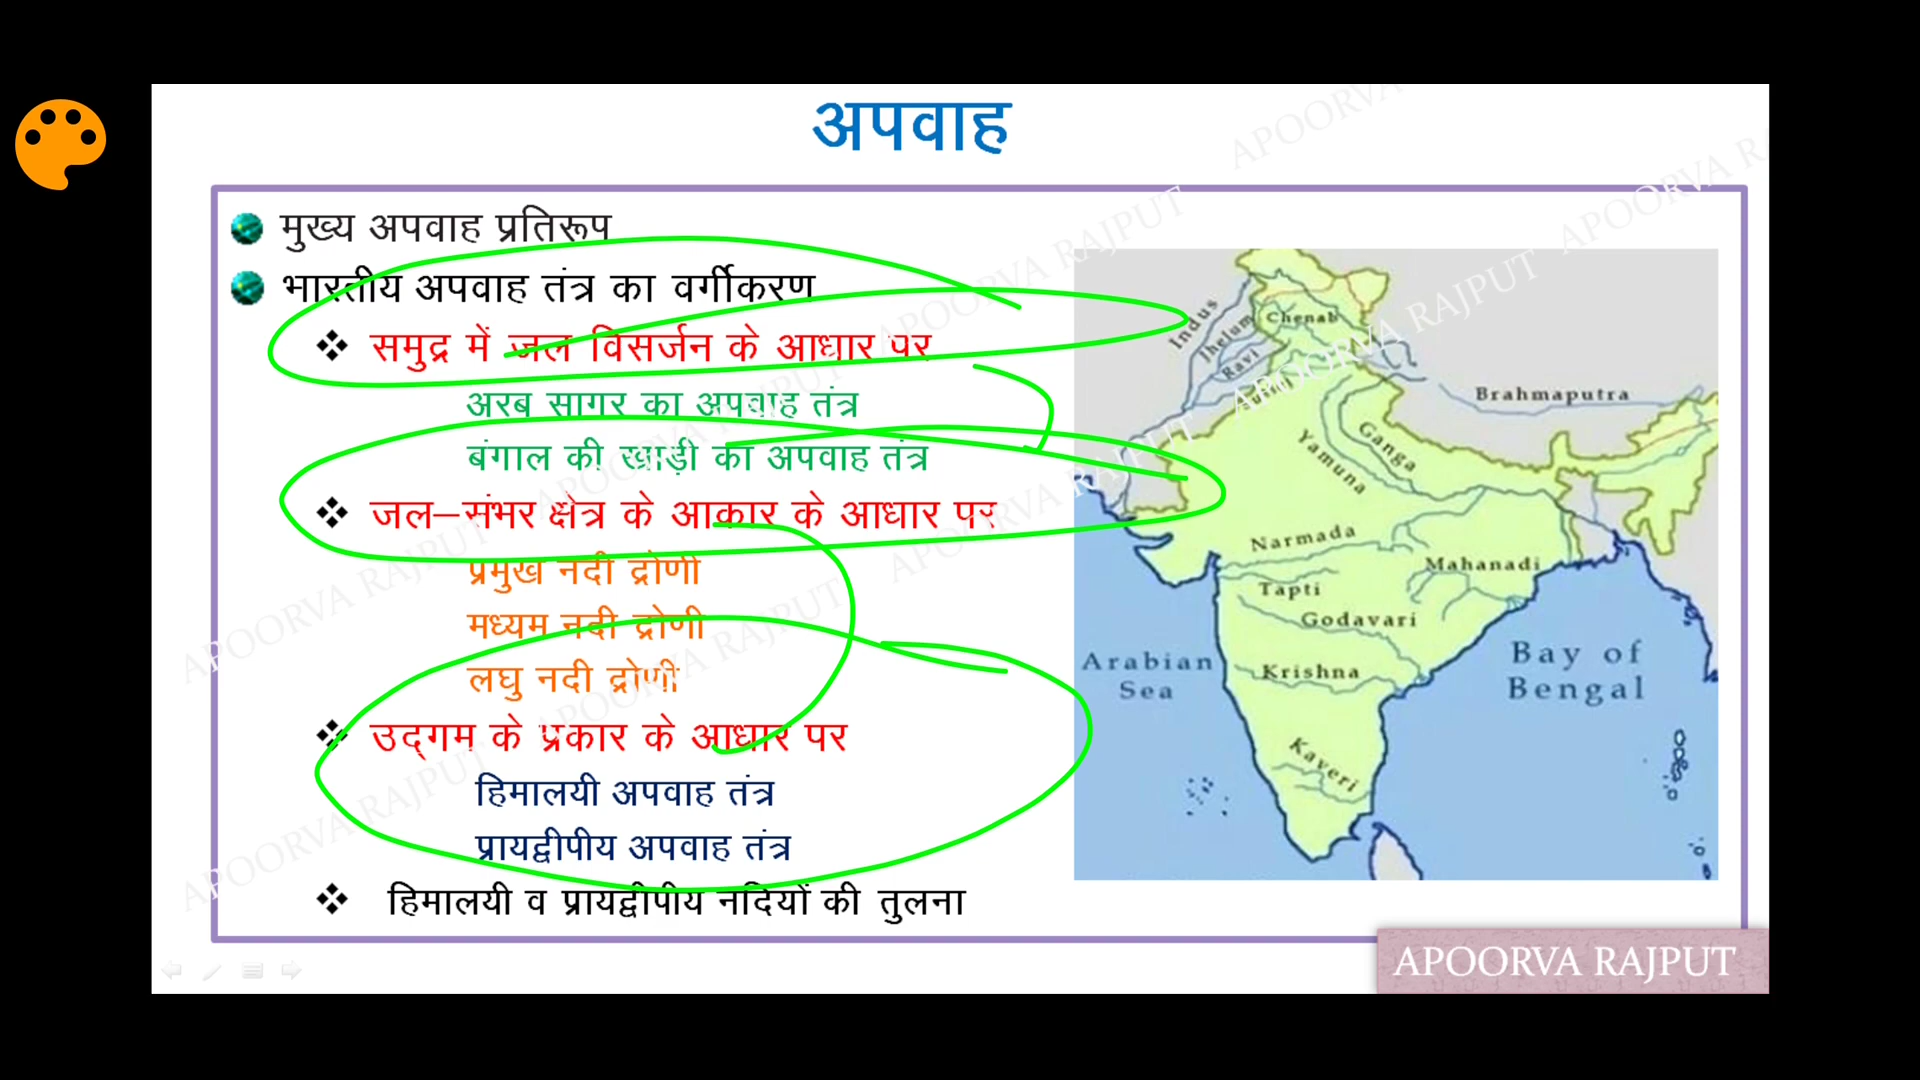 अपवाह
मुख्य अपवाह प्रतिरूप
भारतीय अपवाह तंत्र का वर्गीकरण
समुद्र में जल विसर्जन के आधार पर
अरब सागर का अपवाह तंत्र
बंगाल की खाड़ी का अपवाह तंत्र
जल–संभर क्षेत्र के आकार के आधार पर
प्रमुख नदी द्रोणी
मध्यम नदी द्रोणी
लघु नदी द्रोणी
उद्गम के प्रकार के आधार पर
हिमालयी अपवाह तंत्र
प्रायद्वीपीय अपवाह तंत्र
हिमालयी व प्रायद्वीपीय नदियों की तुलना
Indus
Jhelum
Chenab
Ravi
Brahmaputra
Ganga
Yamuna
Narmada
Mahanadi
Tapti
Godavari
Arabian
Sea
Krishna
Bay of
Bengal
Kaveri
APOORVA RAJPUT